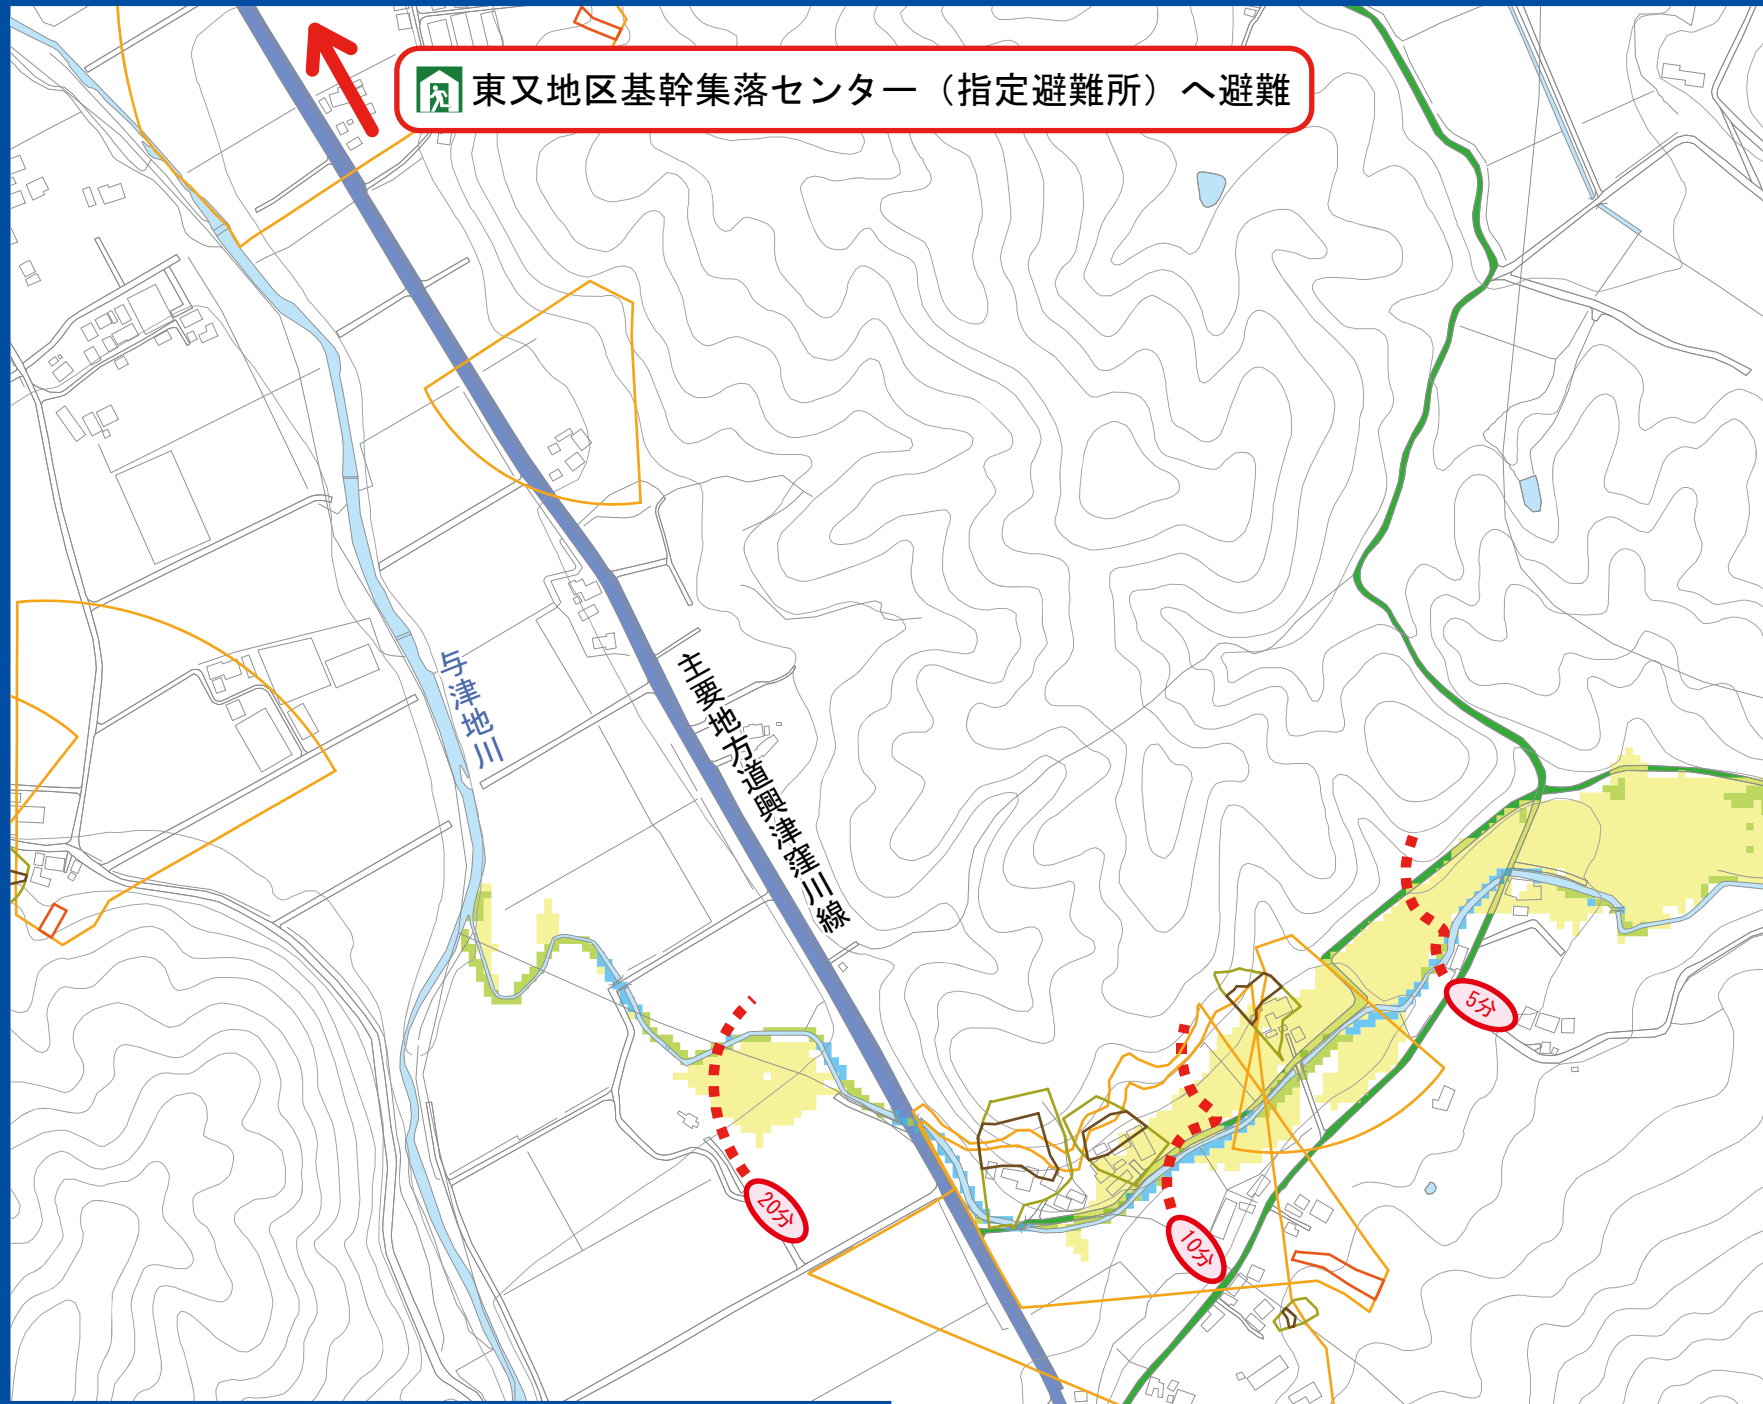 東又地区基幹集落センター（指定避難所）へ避難
与津地川
主要地方道興津窪川線
5分
20分
10分